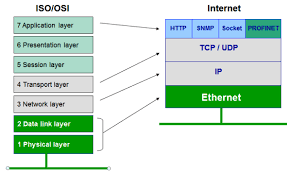 ISO/OSI
7 Application layer
6 Presentation layer
5 Session layer
4 Transport layer
3 Network layer
2 Data link layer
1 Physical layer
Internet
HTTP SNMP Socket PROFINET
TCP / UDP
IP
Ethernet